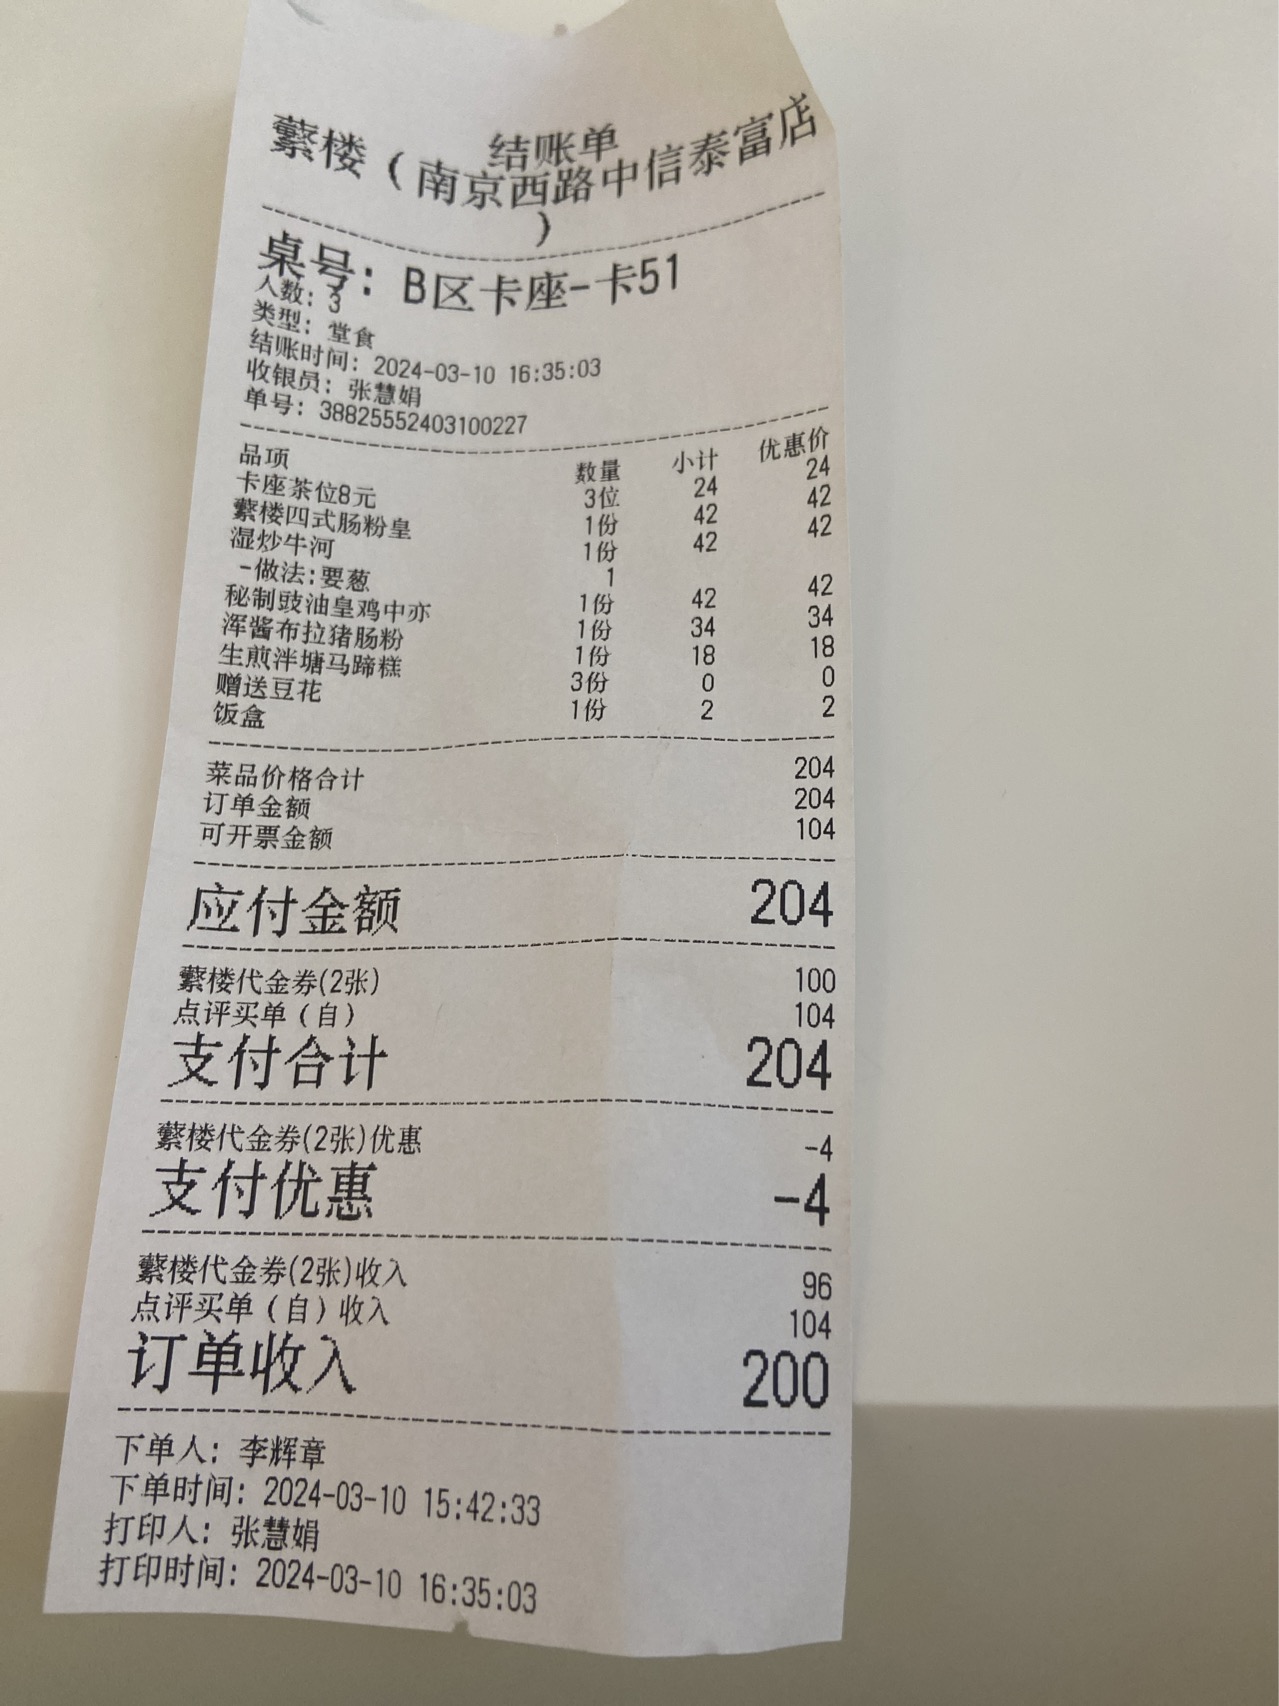 结账单
蘩楼（南京西路中信泰富店
）
桌号：B区卡座-卡51
人数：3
类型：堂食
结账时间：2024-03-10 16:35:03
收银员：张慧娟
单号：38825552403100227
品项 数量 小计 优惠价
卡座茶位8元 3位 24 24
蘩楼四式肠粉皇 1份 42 42
湿炒牛河 1份 42 42
-做法:要葱 1
秘制豉油皇鸡中亦 1份 42 42
浑酱布拉猪肠粉 1份 34 34
生煎泮塘马蹄糕 1份 18 18
赠送豆花 3份 0 0
饭盒 1份 2 2
菜品价格合计 204
订单金额 204
可开票金额 104
应付金额 204
蘩楼代金券(2张) 100
点评买单（自） 104
支付合计 204
蘩楼代金券(2张)优惠 -4
支付优惠 -4
蘩楼代金券(2张)收入 96
点评买单（自）收入 104
订单收入 200
下单人：李辉章
下单时间：2024-03-10 15:42:33
打印人：张慧娟
打印时间：2024-03-10 16:35:03